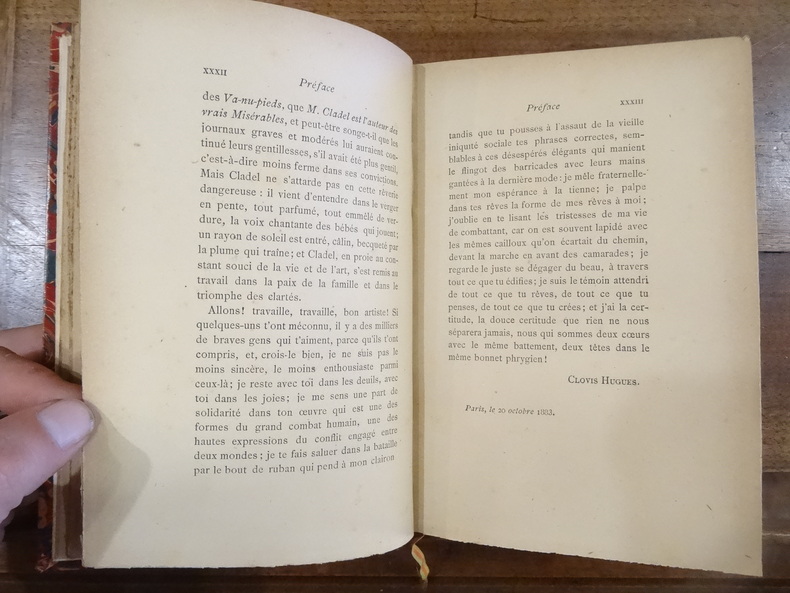 XXXII
Préface
des Va-nu-pieds, que M. Cladel est l'auteur des
vrais Misérables, et peut-être songe-t-il que les
journaux graves et modérés lui auraient con-
tinué leurs gentillesses, s'il avait été plus gentil,
c'est-à-dire moins ferme dans ses convictions.
Mais Cladel ne s'attarde pas en cette rêverie
dangereuse : il vient d'entendre dans le verger
en pente, tout parfumé, tout emmêlé de ver-
dure, la voix chantante des bébés qui jouent;
un rayon de soleil est entré, câlin, becqueté par
la plume qui traîne; et Cladel, en proie au con-
stant souci de la vie et de l'art, s'est remis au
travail dans la paix de la famille et dans le
triomphe des clartés.
Allons! travaille, travaille, bon artiste! Si
quelques-uns t'ont méconnu, il y a des milliers
de braves gens qui t'aiment, parce qu'ils t'ont
compris, et, crois-le bien, je ne suis pas le
moins sincère, le moins enthousiaste parmi
ceux-là; je reste avec toi dans les deuils, avec
toi dans les joies; je me sens une part de
solidarité dans ton œuvre qui est une des
formes du grand combat humain, une des
hautes expressions du conflit engagé entre
deux mondes; je te fais saluer dans la bataille
par le bout de ruban qui pend à mon clairon
Préface
XXXIII
tandis que tu pousses à l'assaut de la vieille
iniquité sociale tes phrases correctes, sem-
blables à ces désespérés élégants qui manient
le flingot des barricades avec leurs mains
gantées à la dernière mode : je mêle fraternelle-
ment mon espérance à la tienne; je palpe
dans tes rêves la forme de mes rêves à moi;
j'oublie en te lisant les tristesses de ma vie
de combattant, car on est souvent lapidé avec
les mêmes cailloux qu'on écartait du chemin,
devant la marche en avant des camarades; je
regarde le juste se dégager du beau, à travers
tout ce que tu édifies; je suis le témoin attendri
de tout ce que tu rêves, de tout ce que tu
penses, de tout ce que tu crées; et j'ai la cer-
titude, la douce certitude que rien ne nous
séparera jamais, nous qui sommes deux cœurs
avec le même battement, deux têtes dans le
même bonnet phrygien!
CLOVIS HUGUES.
Paris, le 20 octobre 1883.